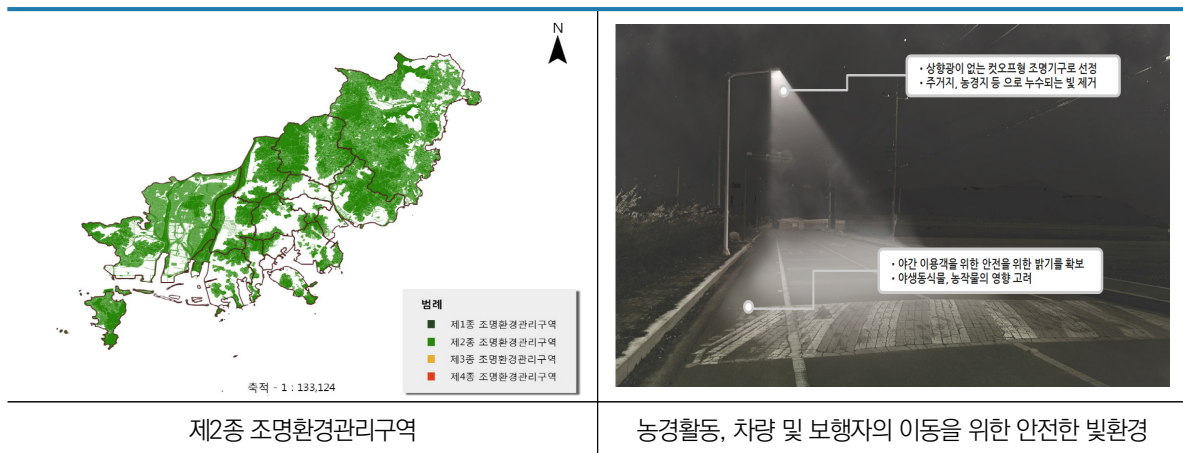 N
범례
제1종 조명환경관리구역
제2종 조명환경관리구역
제3종 조명환경관리구역
제4종 조명환경관리구역
축적 - 1 : 133,124
제2종 조명환경관리구역
• 상향광이 없는 컷오프형 조명기구로 선정
• 주거지, 농경지 등 으로 누수되는 빛 제거
• 야간 이용객을 위한 안전을 위한 밝기를 확보
• 야생동식물, 농작물의 영향 고려
농경활동, 차량 및 보행자의 이동을 위한 안전한 빛환경